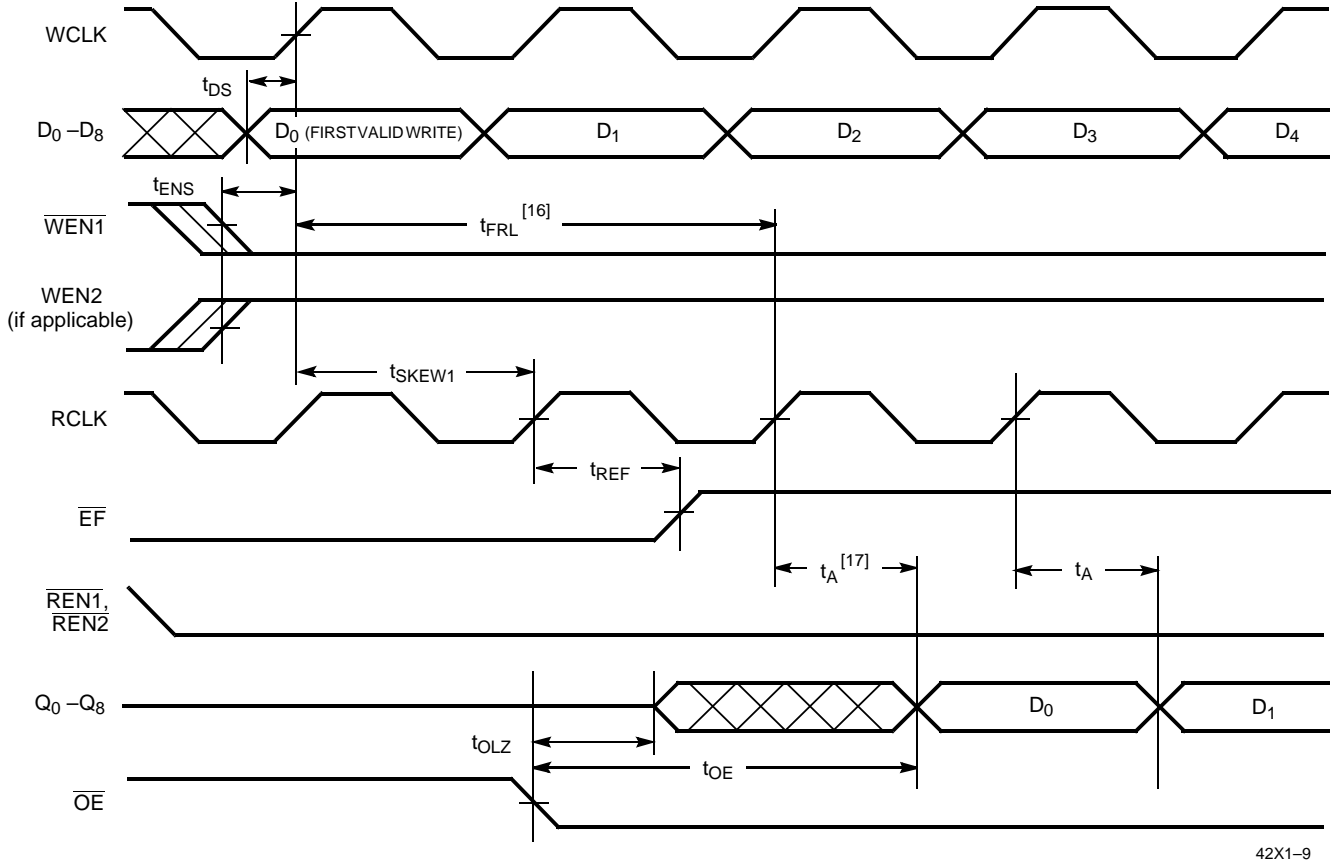 WCLK
tDS
D0 –D8
D0 (FIRST VALID WRITE)
D1
D2
D3
D4
tENS
WEN1
tFRL [16]
WEN2
(if applicable)
tSKEW1
RCLK
tREF
EF
tA [17]
tA
REN1,
REN2
Q0 –Q8
D0
D1
tOLZ
tOE
OE
42X1–9